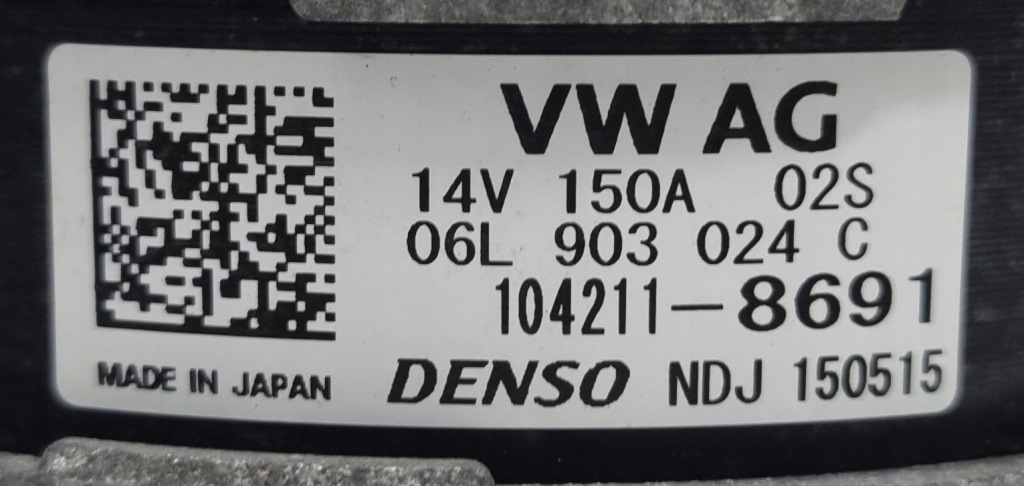 VW AG
14V 150A 02S
06L 903 024 C
104211-8691
MADE IN JAPAN DENSO NDJ 150515